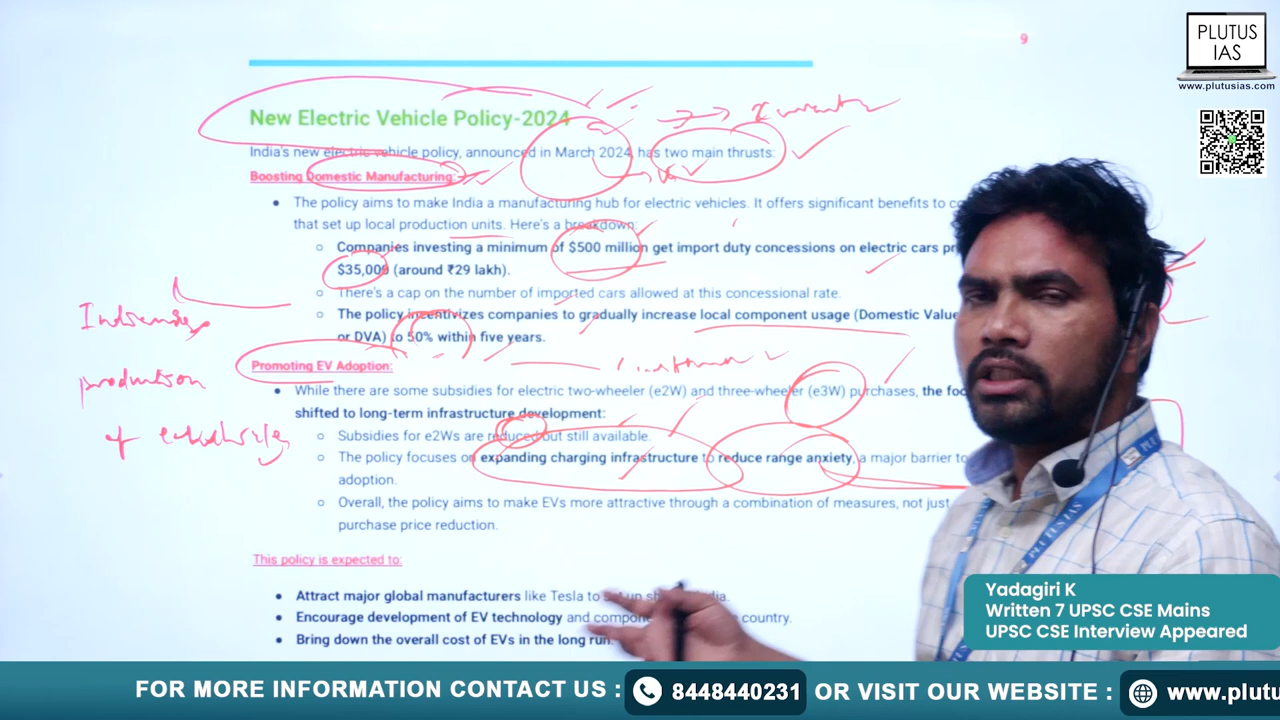 9
PLUTUS
IAS
www.plutusias.com
New Electric Vehicle Policy-2024
India's new electric vehicle policy, announced in March 2024, has two main thrusts:
Boosting Domestic Manufacturing:
● The policy aims to make India a manufacturing hub for electric vehicles. It offers significant benefits to co
that set up local production units. Here's a breakdown:
○ Companies investing a minimum of $500 million get import duty concessions on electric cars pr
$35,000 (around ₹29 lakh).
○ There's a cap on the number of imported cars allowed at this concessional rate.
○ The policy incentivizes companies to gradually increase local component usage (Domestic Value
or DVA) to 50% within five years.
Promoting EV Adoption:
● While there are some subsidies for electric two-wheeler (e2W) and three-wheeler (e3W) purchases, the foc
shifted to long-term infrastructure development:
○ Subsidies for e2Ws are reduced but still available.
○ The policy focuses on expanding charging infrastructure to reduce range anxiety, a major barrier to
adoption.
○ Overall, the policy aims to make EVs more attractive through a combination of measures, not just
purchase price reduction.
This policy is expected to:
● Attract major global manufacturers like Tesla to set up
● Encourage development of EV technology and country.
● Bring down the overall cost of EVs in the long run.
production
Yadagiri K
Written 7 UPSC CSE Mains
UPSC CSE Interview Appeared
PLUTUS IAS
FOR MORE INFORMATION CONTACT US : 8448440231 OR VISIT OUR WEBSITE : www.plutu